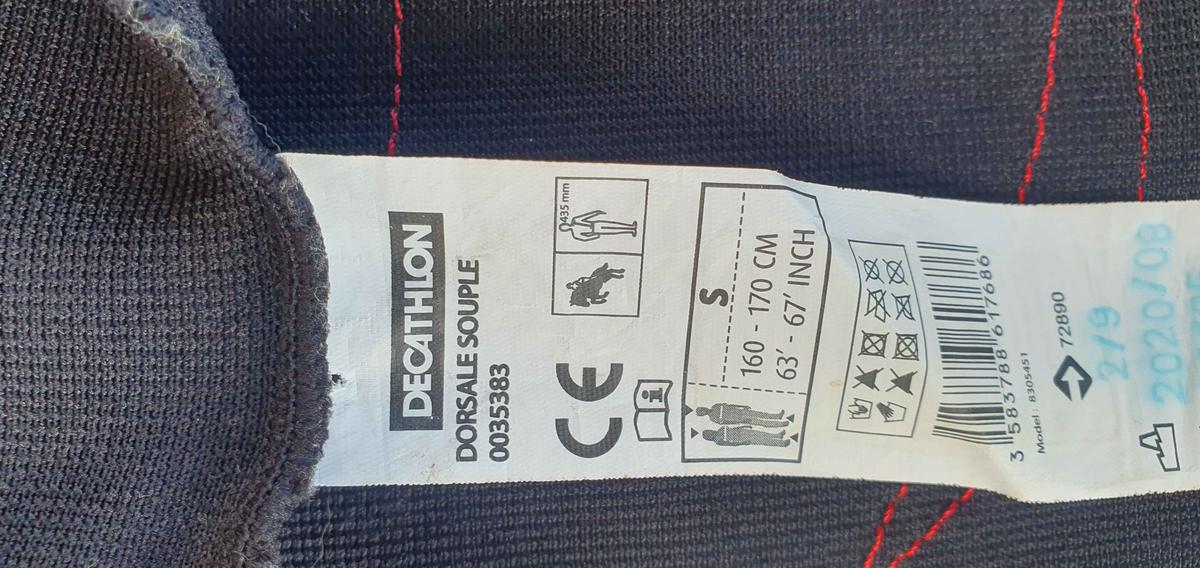 DECATHLON
DORSALE SOUPLE
0035383
CE
435 mm
S
160 - 170 CM
63' - 67' INCH
3 583788 617686
Model : 8305451
72890
2/9
2020/08